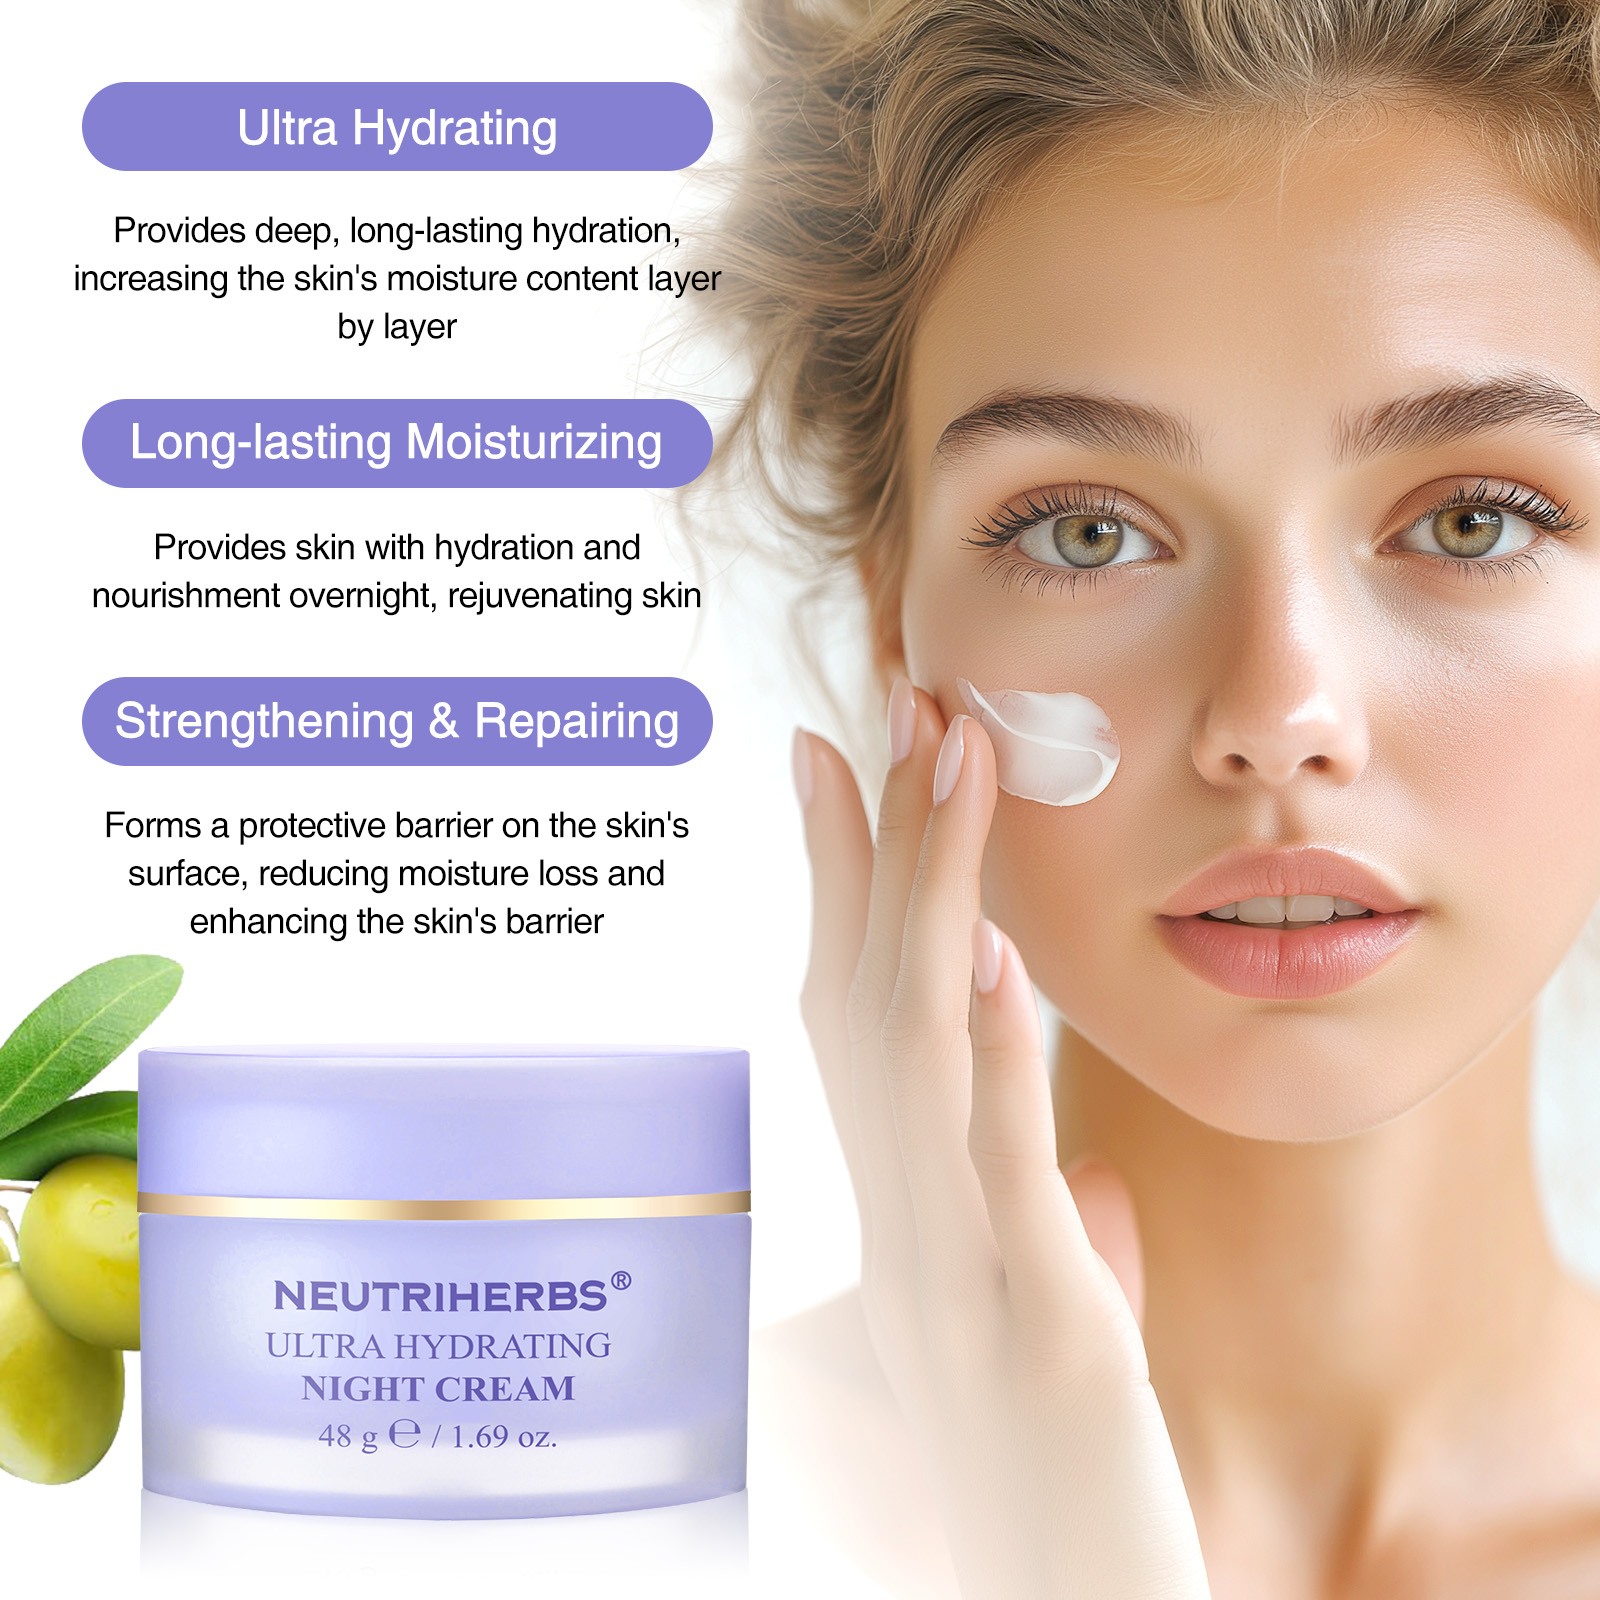 Ultra Hydrating
Provides deep, long-lasting hydration,
increasing the skin's moisture content layer
by layer
Long-lasting Moisturizing
Provides skin with hydration and
nourishment overnight, rejuvenating skin
Strengthening & Repairing
Forms a protective barrier on the skin's
surface, reducing moisture loss and
enhancing the skin's barrier
NEUTRIHERBS®
ULTRA HYDRATING
NIGHT CREAM
48 g ℮ / 1.69 oz.